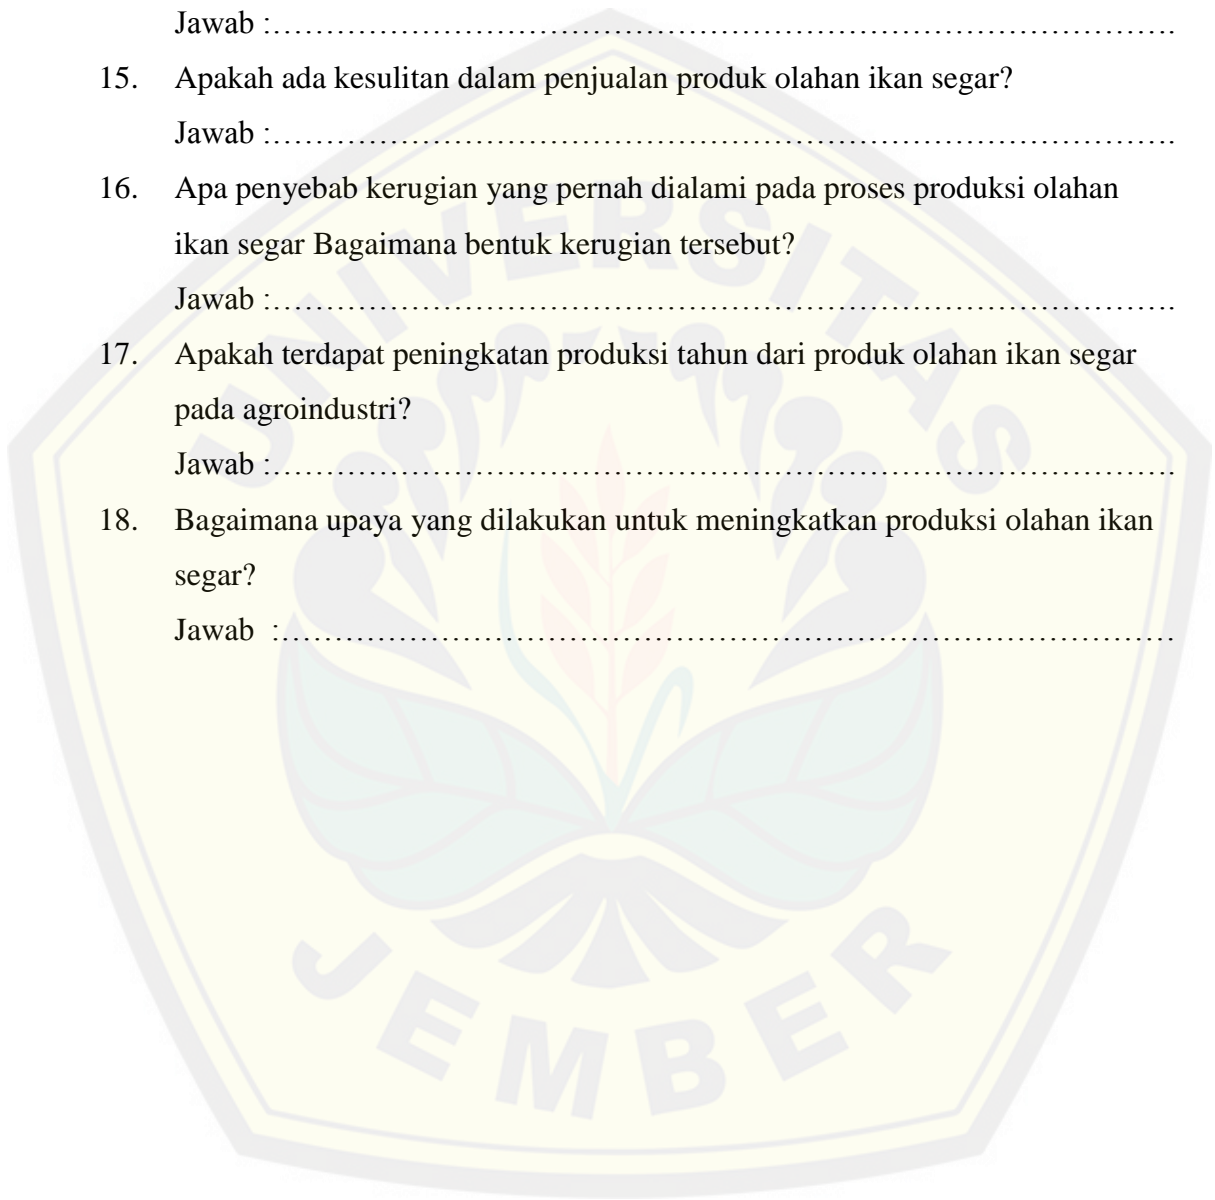 Jawab :……………………………………………………………………….
15. Apakah ada kesulitan dalam penjualan produk olahan ikan segar?
Jawab :……………………………………………………………………….
16. Apa penyebab kerugian yang pernah dialami pada proses produksi olahan
ikan segar Bagaimana bentuk kerugian tersebut?
Jawab :……………………………………………………………………….
17. Apakah terdapat peningkatan produksi tahun dari produk olahan ikan segar
pada agroindustri?
Jawab :……………………………………………………………………….
18. Bagaimana upaya yang dilakukan untuk meningkatkan produksi olahan ikan
segar?
Jawab :………………………………………………………………………
UNIVERSITAS
JEMBER